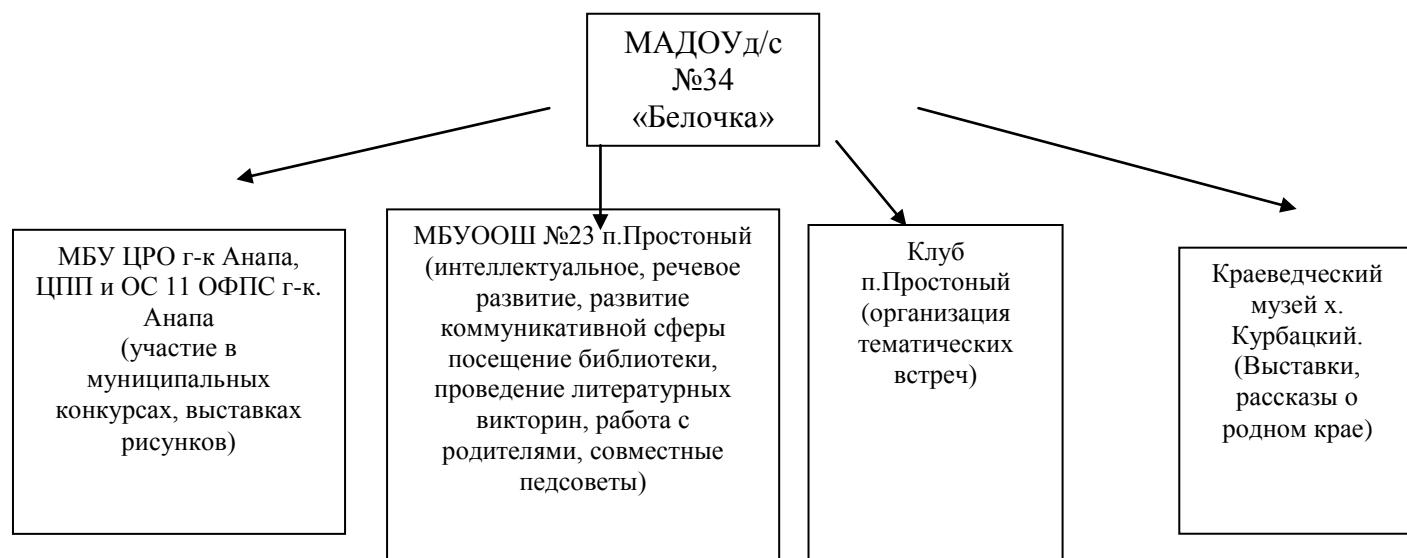 МАДОУд/с
№34
«Белочка»
МБУ ЦРО г-к Анапа,
ЦПП и ОС 11 ОФПС г-к.
Анапа
(участие в
муниципальных
конкурсах, выставках
рисунков)
МБУООШ №23 п.Простоный
(интеллектуальное, речевое
развитие, развитие
коммуникативной сферы
посещение библиотеки,
проведение литературных
викторин, работа с
родителями, совместные
педсоветы)
Клуб
п.Простоный
(организация
тематических
встреч)
Краеведческий
музей х.
Курбацкий.
(Выставки,
рассказы о
родном крае)